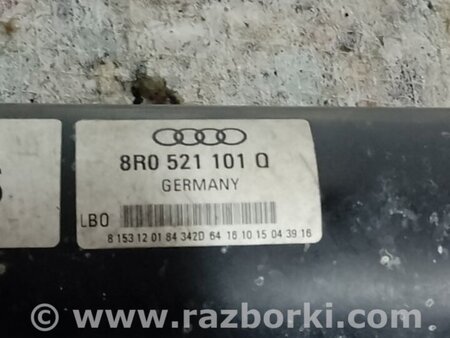 8R0 521 101 Q
GERMANY
LB0
8 153 12 01 84 342D 64 16 10 15 04 39 16
© www.razborki.com